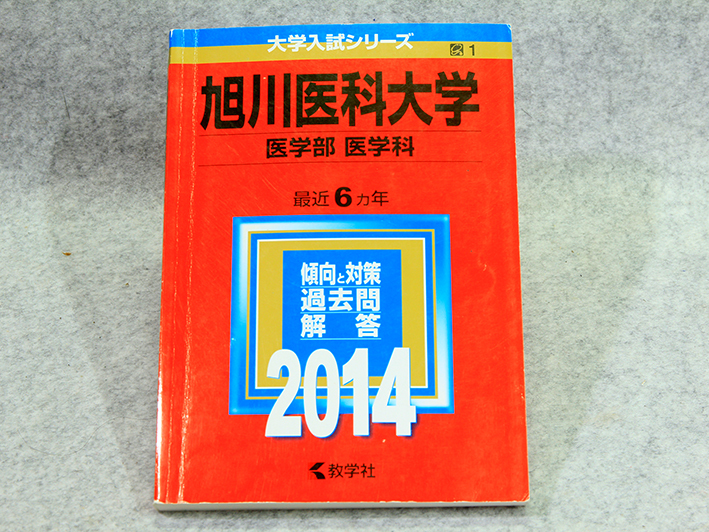 大学入試シリーズ
1
旭川医科大学
医学部 医学科
最近6カ年
傾向と対策
過去問
解答
2014
教学社